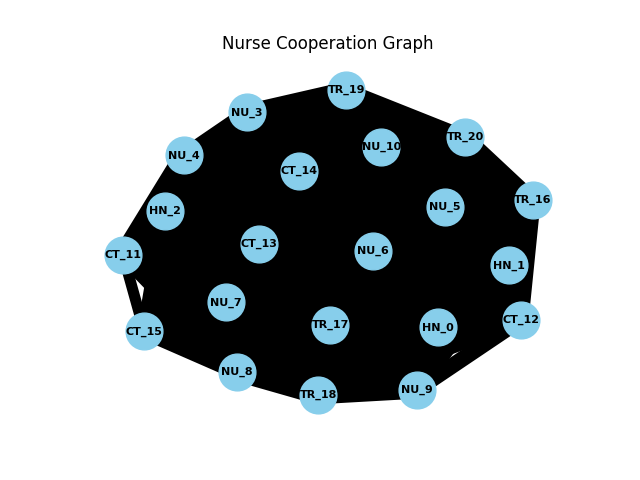 Nurse Cooperation Graph
TR_19
NU_3
TR_20
NU_10
NU_4
CT_14
TR_16
NU_5
HN_2
CT_13
NU_6
CT_11
HN_1
NU_7
CT_12
TR_17
HN_0
CT_15
NU_8
NU_9
TR_18